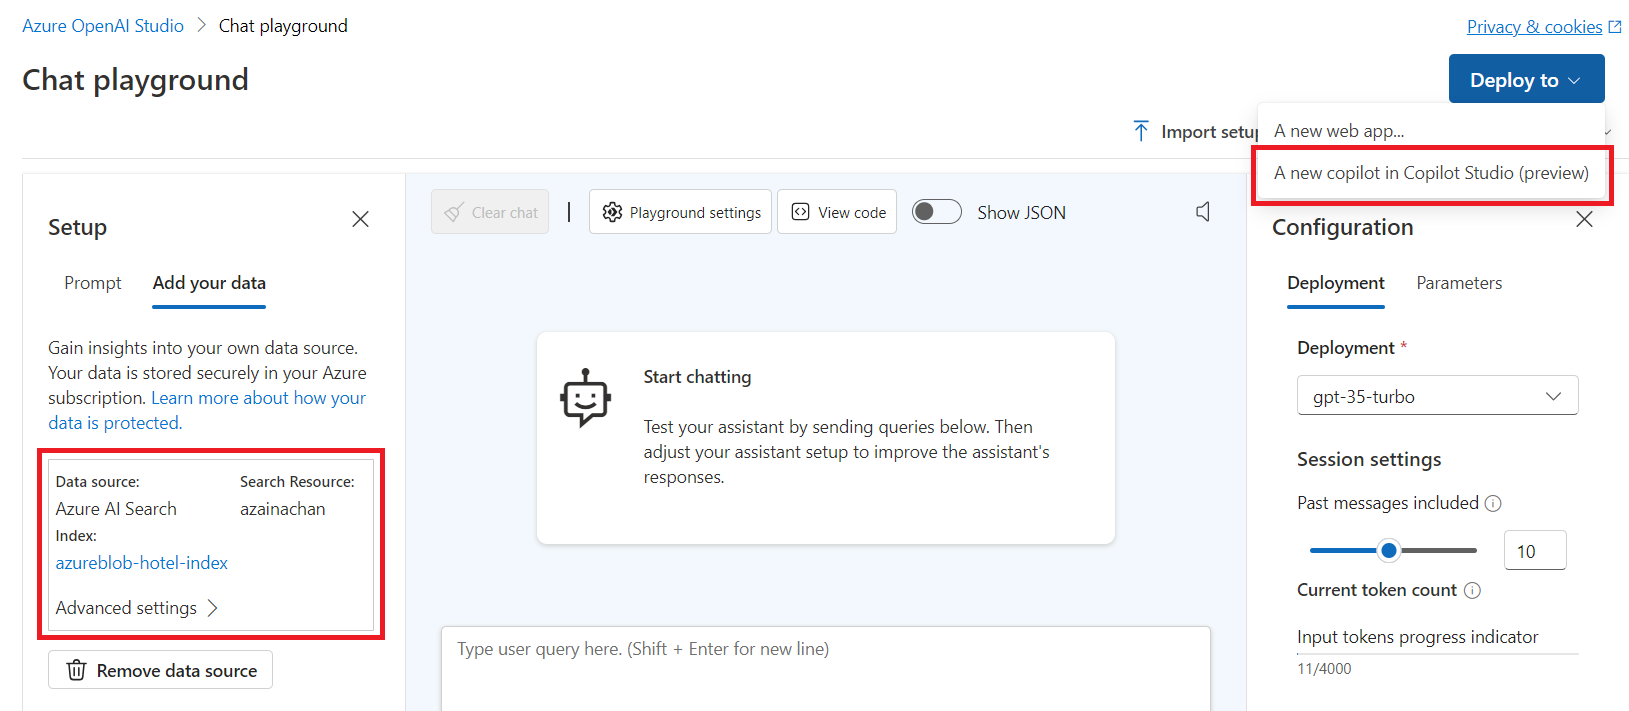 Azure OpenAI Studio > Chat playground
Privacy & cookies
Chat playground
Deploy to
Import setup
A new web app...
A new copilot in Copilot Studio (preview)
Setup
Prompt
Add your data
Gain insights into your own data source.
Your data is stored securely in your Azure
subscription. Learn more about how your
data is protected.
Data source:
Search Resource:
Azure AI Search
azainachan
Index:
azureblob-hotel-index
Advanced settings
Remove data source
Clear chat
Playground settings
View code
Show JSON
Start chatting
Test your assistant by sending queries below. Then
adjust your assistant setup to improve the assistant's
responses.
Type user query here. (Shift + Enter for new line)
Configuration
Deployment
Parameters
Deployment *
gpt-35-turbo
Session settings
Past messages included
10
Current token count
Input tokens progress indicator
11/4000